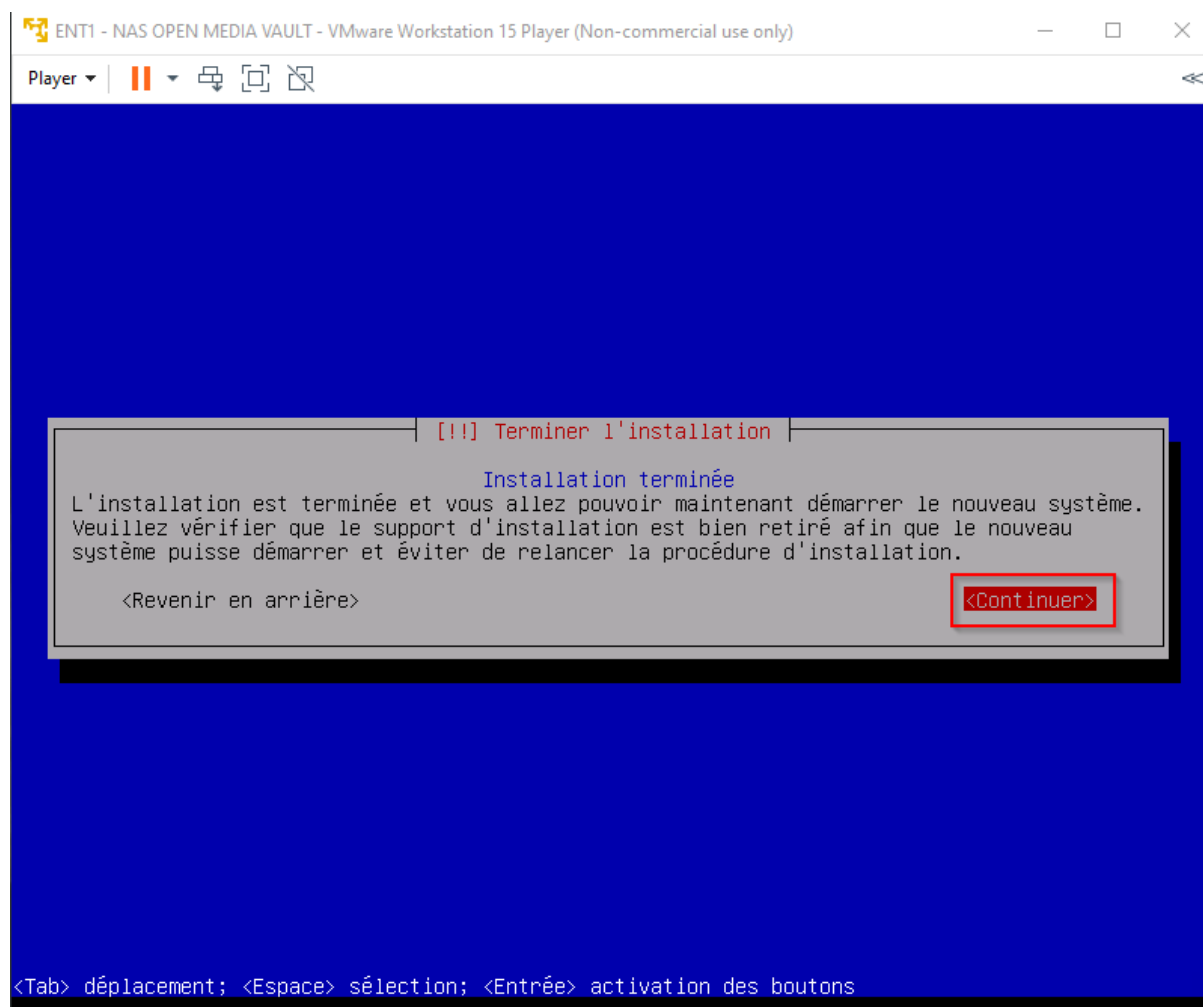 ENT1 - NAS OPEN MEDIA VAULT - VMware Workstation 15 Player (Non-commercial use only)
Player
[!!] Terminer l'installation
Installation terminée
L'installation est terminée et vous allez pouvoir maintenant démarrer le nouveau système.
Veuillez vérifier que le support d'installation est bien retiré afin que le nouveau
système puisse démarrer et éviter de relancer la procédure d'installation.
<Revenir en arrière> <Continuer>
<Tab> déplacement; <Espace> sélection; <Entrée> activation des boutons